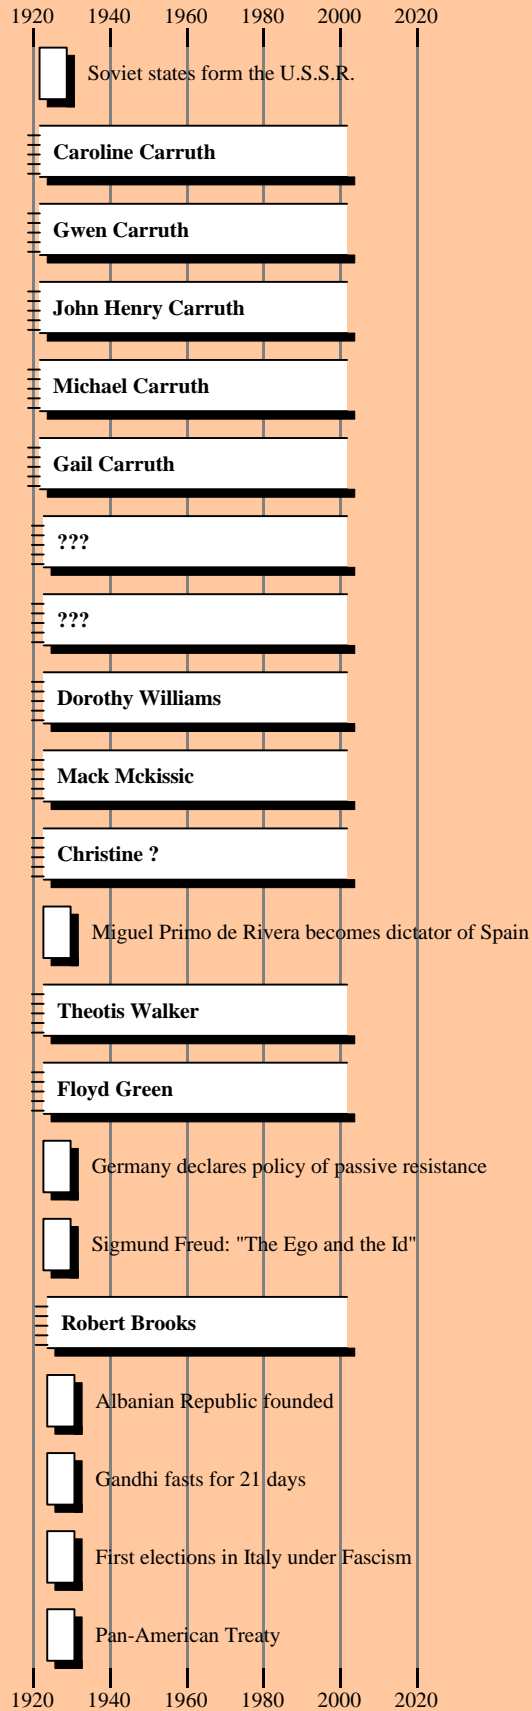 1920 1940 1960 1980 2000 2020
Soviet states form the U.S.S.R.
Caroline Carruth
Gwen Carruth
John Henry Carruth
Michael Carruth
Gail Carruth
???
???
Dorothy Williams
Mack Mckissic
Christine ?
Miguel Primo de Rivera becomes dictator of Spain
Theotis Walker
Floyd Green
Germany declares policy of passive resistance
Sigmund Freud: "The Ego and the Id"
Robert Brooks
Albanian Republic founded
Gandhi fasts for 21 days
First elections in Italy under Fascism
Pan-American Treaty
1920 1940 1960 1980 2000 2020